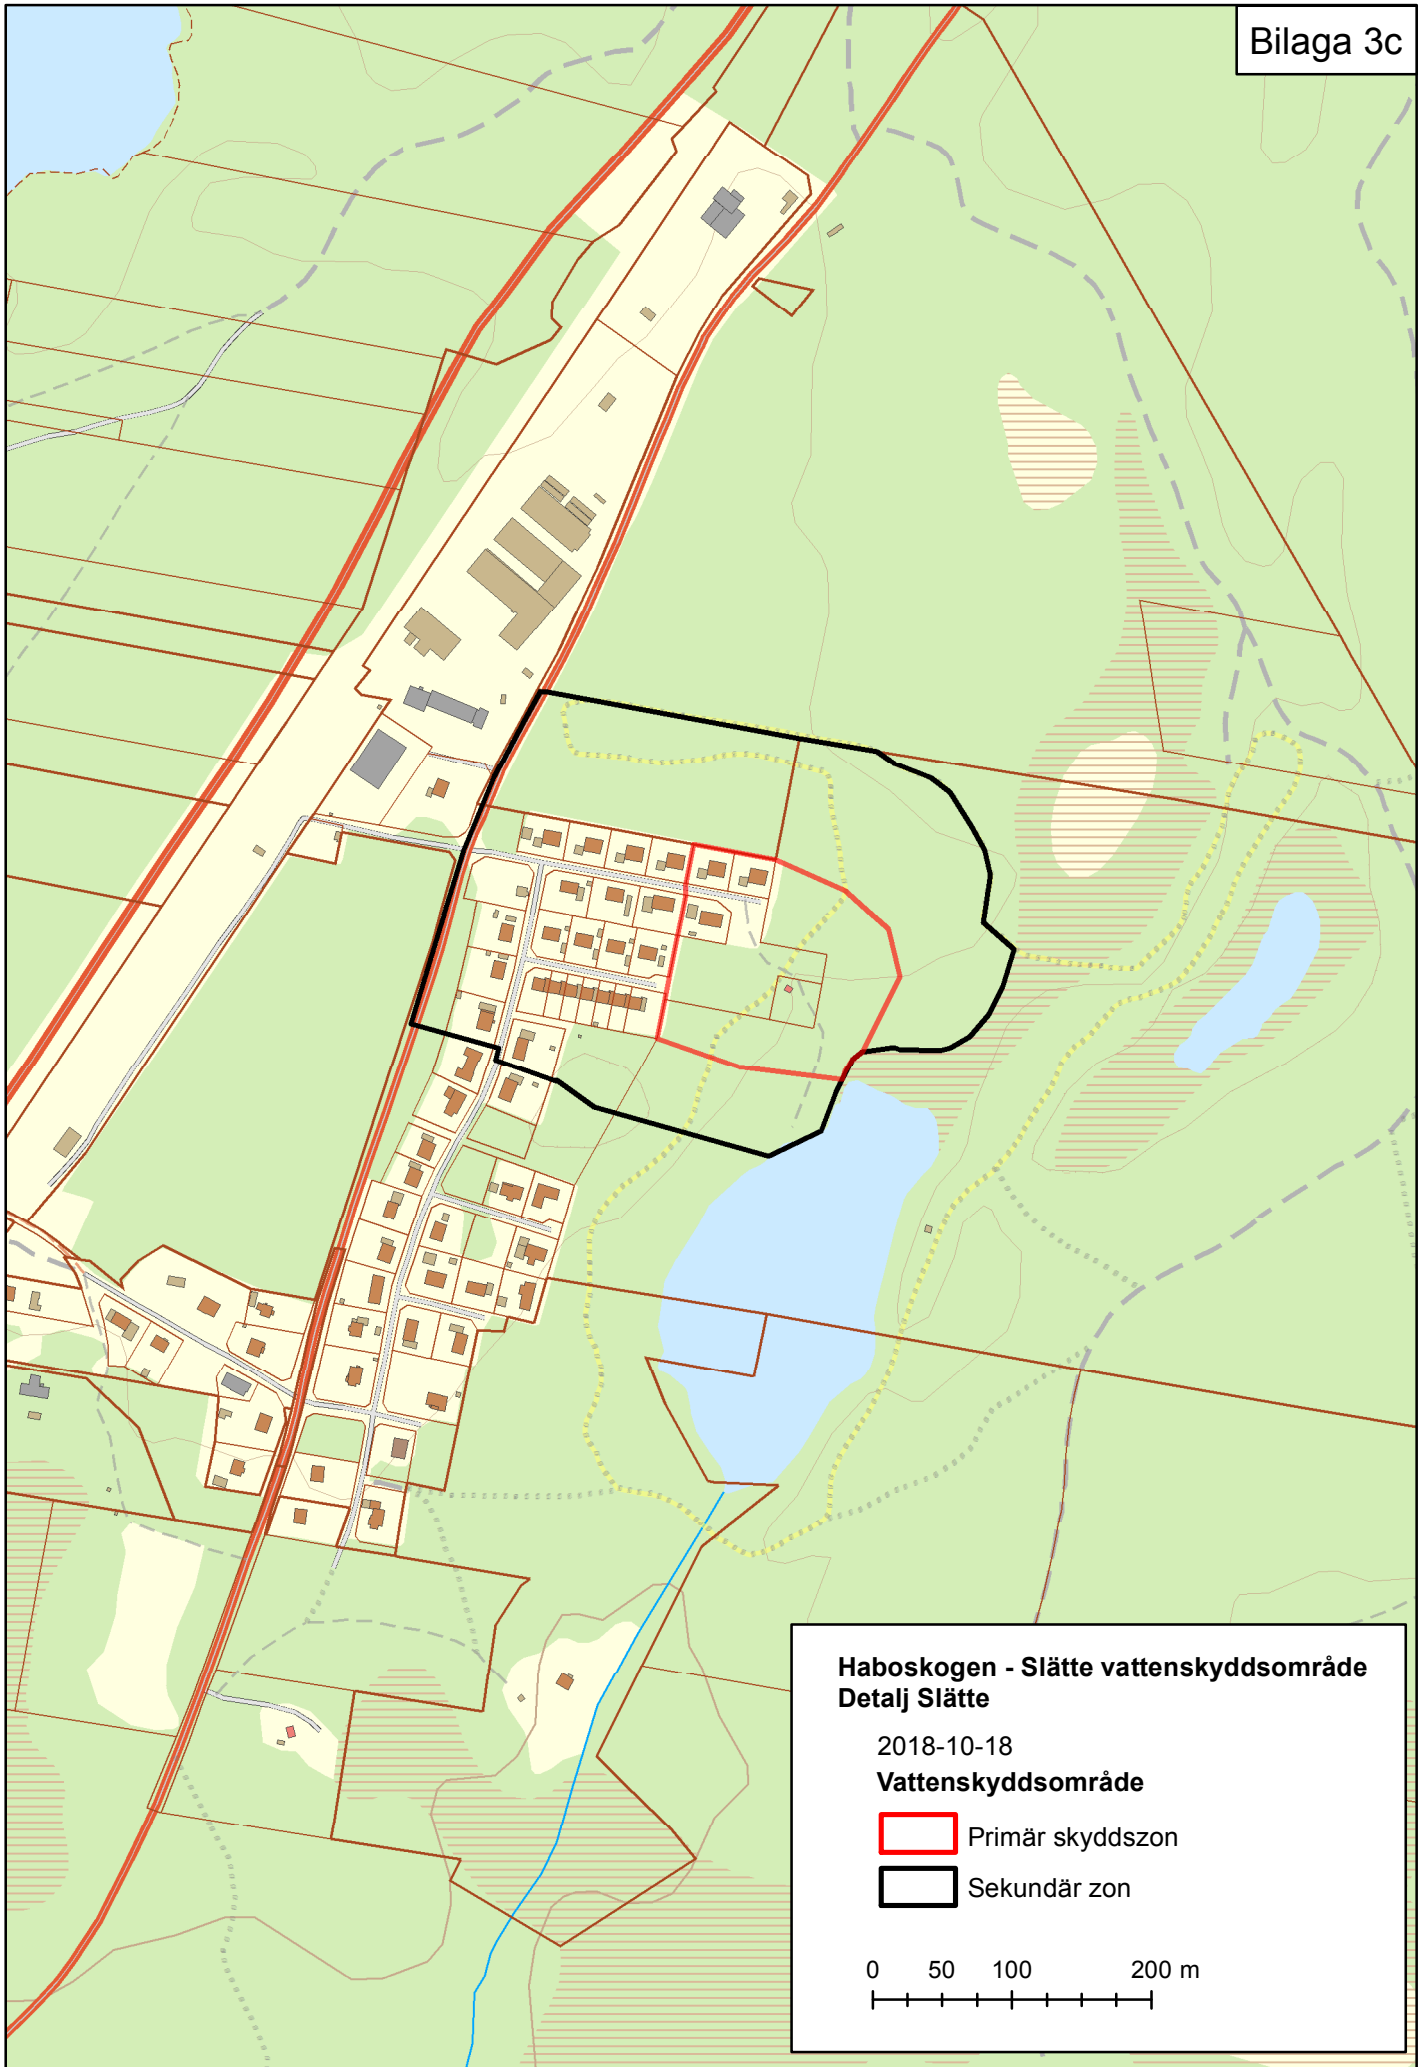 Bilaga 3c
Haboskogen - Slätte vattenskyddsområde
Detalj Slätte
2018-10-18
Vattenskyddsområde
Primär skyddszon
Sekundär zon
0 50 100 200 m